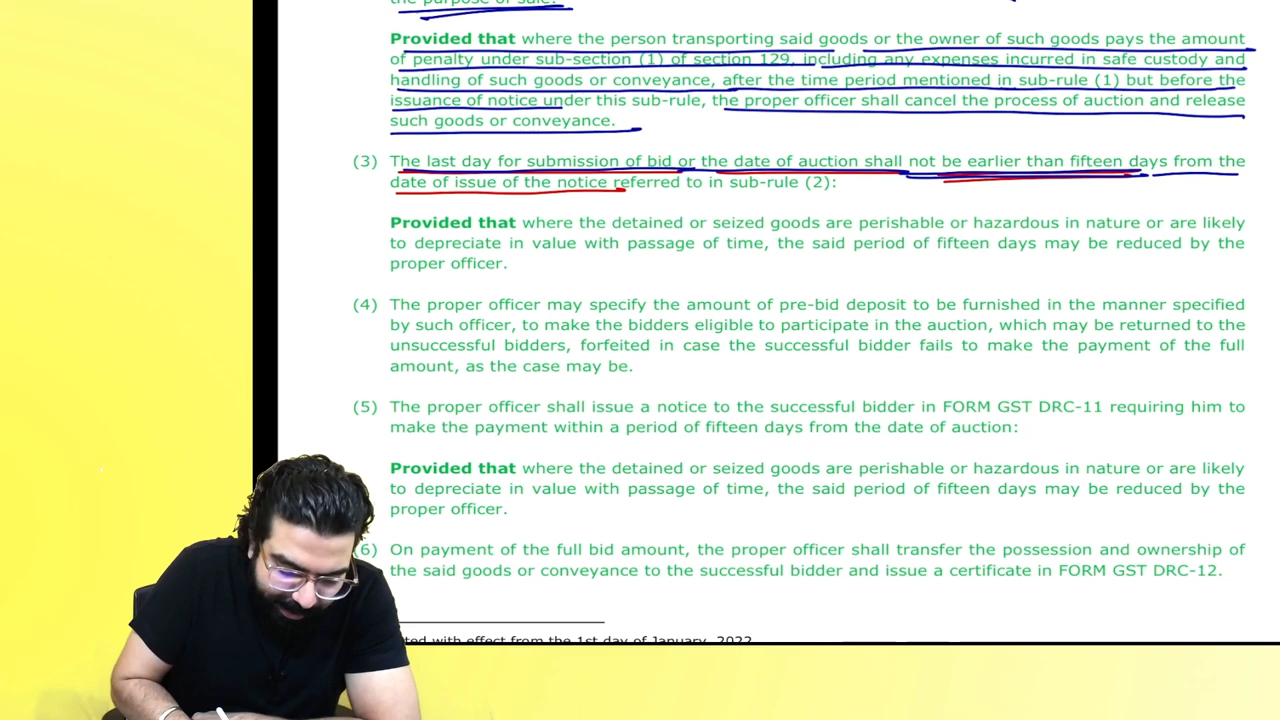 the purpose of sale:
Provided that where the person transporting said goods or the owner of such goods pays the amount
of penalty under sub-section (1) of section 129, including any expenses incurred in safe custody and
handling of such goods or conveyance, after the time period mentioned in sub-rule (1) but before the
issuance of notice under this sub-rule, the proper officer shall cancel the process of auction and release
such goods or conveyance.
(3) The last day for submission of bid or the date of auction shall not be earlier than fifteen days from the
date of issue of the notice referred to in sub-rule (2):
Provided that where the detained or seized goods are perishable or hazardous in nature or are likely
to depreciate in value with passage of time, the said period of fifteen days may be reduced by the
proper officer.
(4) The proper officer may specify the amount of pre-bid deposit to be furnished in the manner specified
by such officer, to make the bidders eligible to participate in the auction, which may be returned to the
unsuccessful bidders, forfeited in case the successful bidder fails to make the payment of the full
amount, as the case may be.
(5) The proper officer shall issue a notice to the successful bidder in FORM GST DRC-11 requiring him to
make the payment within a period of fifteen days from the date of auction:
Provided that where the detained or seized goods are perishable or hazardous in nature or are likely
to depreciate in value with passage of time, the said period of fifteen days may be reduced by the
proper officer.
6) On payment of the full bid amount, the proper officer shall transfer the possession and ownership of
the said goods or conveyance to the successful bidder and issue a certificate in FORM GST DRC-12.
ted with effect from the 1st day of January, 2022